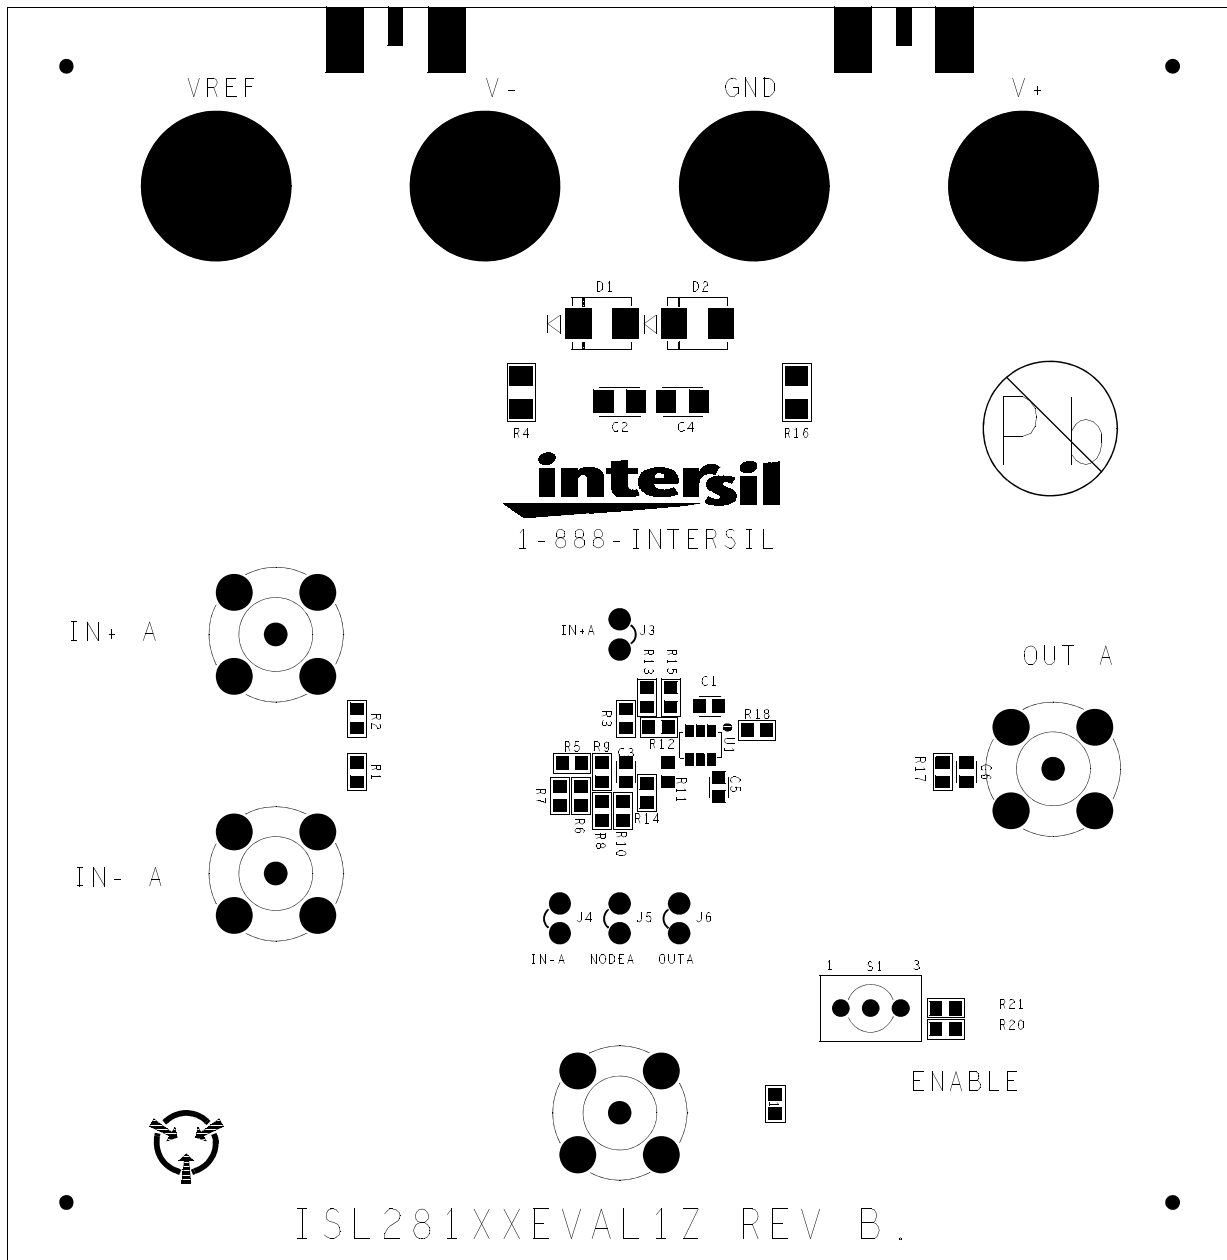 VREF V- GND V+
D1 D2
R4 C2 C4 R16
Pb
intersil
1-888-INTERSIL
IN+ A
IN+A J3
OUT A
R13 R15
C1
R2 R3 R18
R12 U1
R5 R9 C3
R1 R17 C6
R7 R11 C5
R6 R14
R8 R10
IN- A
J4 J5 J6
IN-A NODEA OUTA
1 S1 3
R21
R20
ENABLE
1
ISL281XXEVAL1Z REV B.